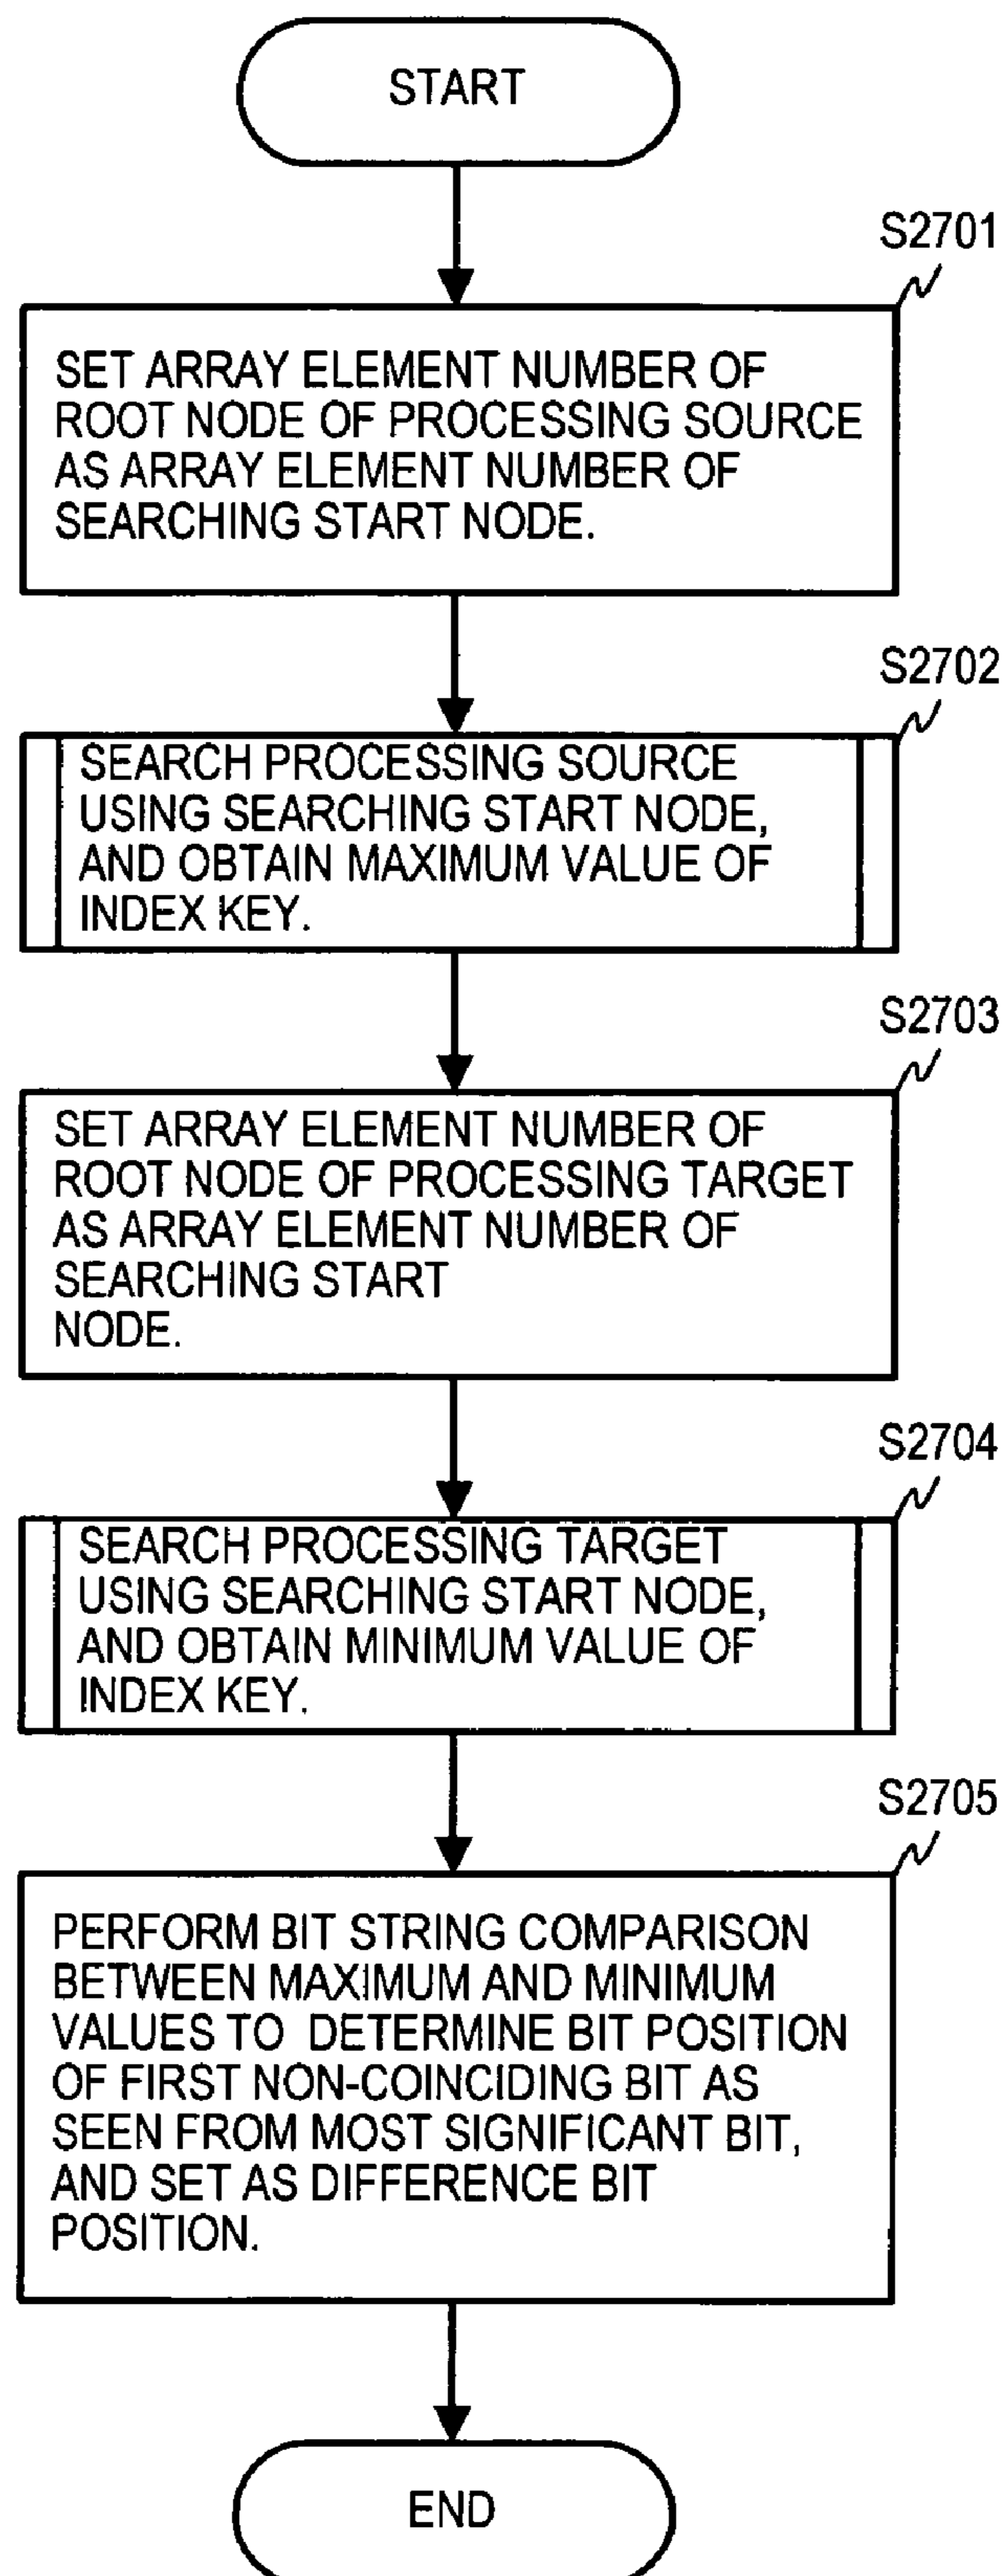 START
S2701
SET ARRAY ELEMENT NUMBER OF
ROOT NODE OF PROCESSING SOURCE
AS ARRAY ELEMENT NUMBER OF
SEARCHING START NODE.
S2702
SEARCH PROCESSING SOURCE
USING SEARCHING START NODE,
AND OBTAIN MAXIMUM VALUE OF
INDEX KEY.
S2703
SET ARRAY ELEMENT NUMBER OF
ROOT NODE OF PROCESSING TARGET
AS ARRAY ELEMENT NUMBER OF
SEARCHING START
NODE.
S2704
SEARCH PROCESSING TARGET
USING SEARCHING START NODE,
AND OBTAIN MINIMUM VALUE OF
INDEX KEY.
S2705
PERFORM BIT STRING COMPARISON
BETWEEN MAXIMUM AND MINIMUM
VALUES TO DETERMINE BIT POSITION
OF FIRST NON-COINCIDING BIT AS
SEEN FROM MOST SIGNIFICANT BIT,
AND SET AS DIFFERENCE BIT
POSITION.
END